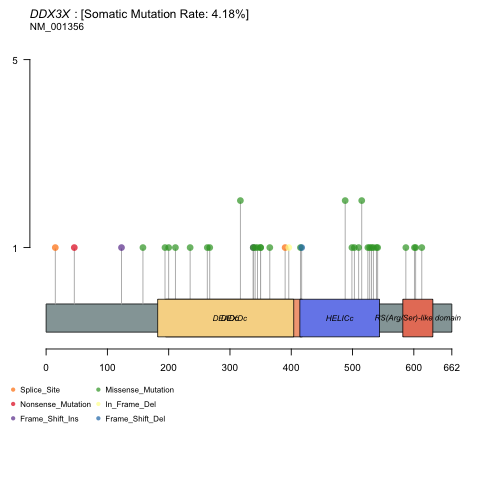 DDX3X : [Somatic Mutation Rate: 4.18%]
NM_001356
5
1
HELICc
RS(Arg/Ser)-like domain
0 100 200 300 400 500 600 662
Splice_Site Missense_Mutation
Nonsense_Mutation In_Frame_Del
Frame_Shift_Ins Frame_Shift_Del